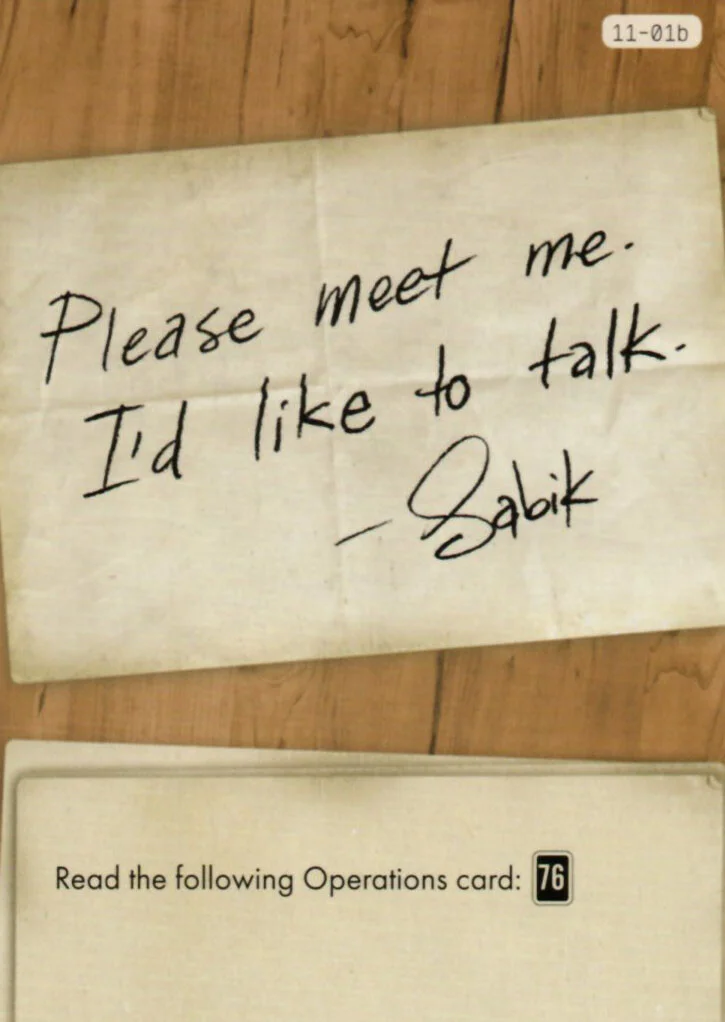 11-01b
Please meet me.
I'd like to talk.
- Sabik
Read the following Operations card: 76